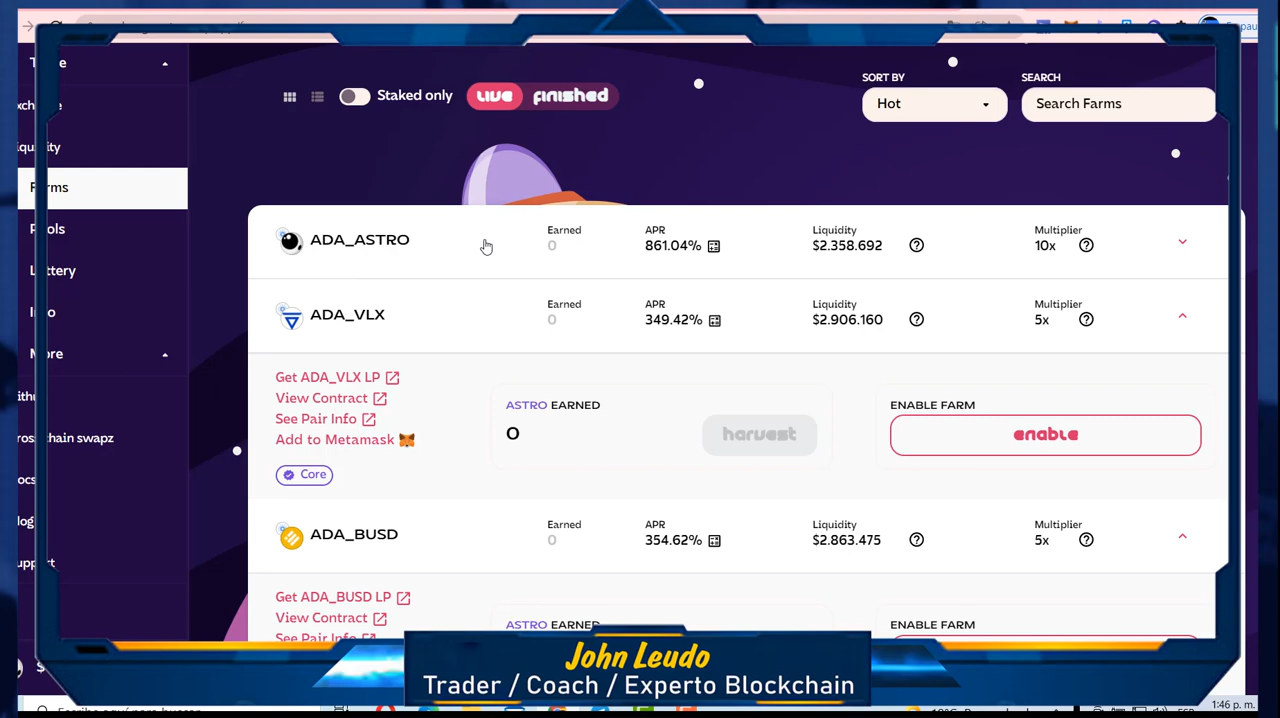 SORT BY
SEARCH
Staked only
Live
finished
Hot
Search Farms
Farms
Pools
Lottery
More
ADA_ASTRO
Earned
0
APR
861.04%
Liquidity
$2.358.692
Multiplier
10x
ADA_VLX
Earned
0
APR
349.42%
Liquidity
$2.906.160
Multiplier
5x
Get ADA_VLX LP
View Contract
See Pair Info
Add to Metamask
Core
ASTRO EARNED
0
harvest
ENABLE FARM
enable
ADA_BUSD
Earned
0
APR
354.62%
Liquidity
$2.863.475
Multiplier
5x
Get ADA_BUSD LP
View Contract
See Pair Info
ASTRO EARNED
ENABLE FARM
John Leudo
Trader / Coach / Experto Blockchain
1:46 p. m.